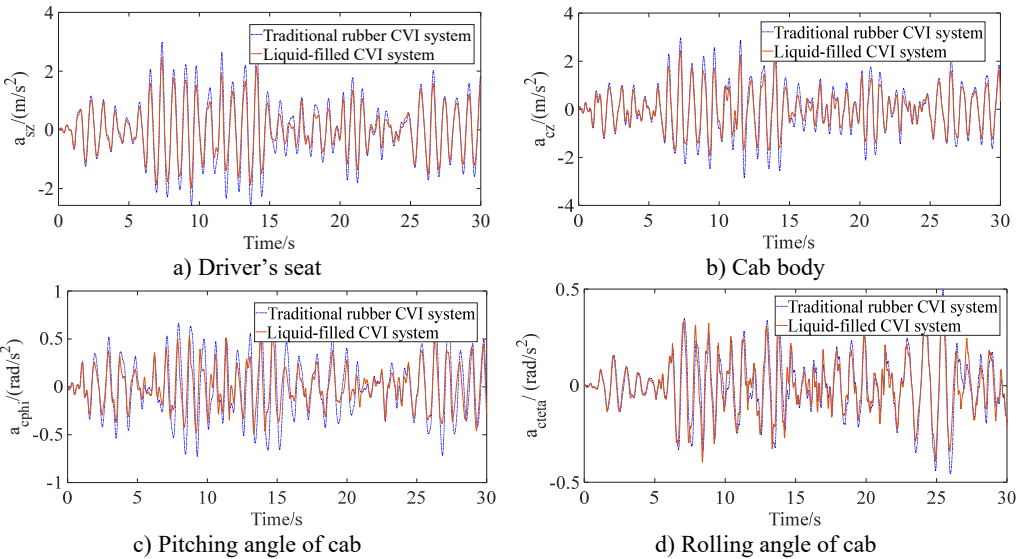 4
2
0
-2
a_sz/(m/s²)
Traditional rubber CVI system
Liquid-filled CVI system
0 5 10 15 20 25 30
Time/s
a) Driver’s seat
4
2
0
-2
-4
a_cz/(m/s²)
Traditional rubber CVI system
Liquid-filled CVI system
0 5 10 15 20 25 30
Time/s
b) Cab body
1
0.5
0
-0.5
-1
a_cphi/(rad/s²)
Traditional rubber CVI system
Liquid-filled CVI system
0 5 10 15 20 25 30
Time/s
c) Pitching angle of cab
0.5
0
-0.5
a_cteta/ (rad/s²)
Traditional rubber CVI system
Liquid-filled CVI system
0 5 10 15 20 25 30
Time/s
d) Rolling angle of cab